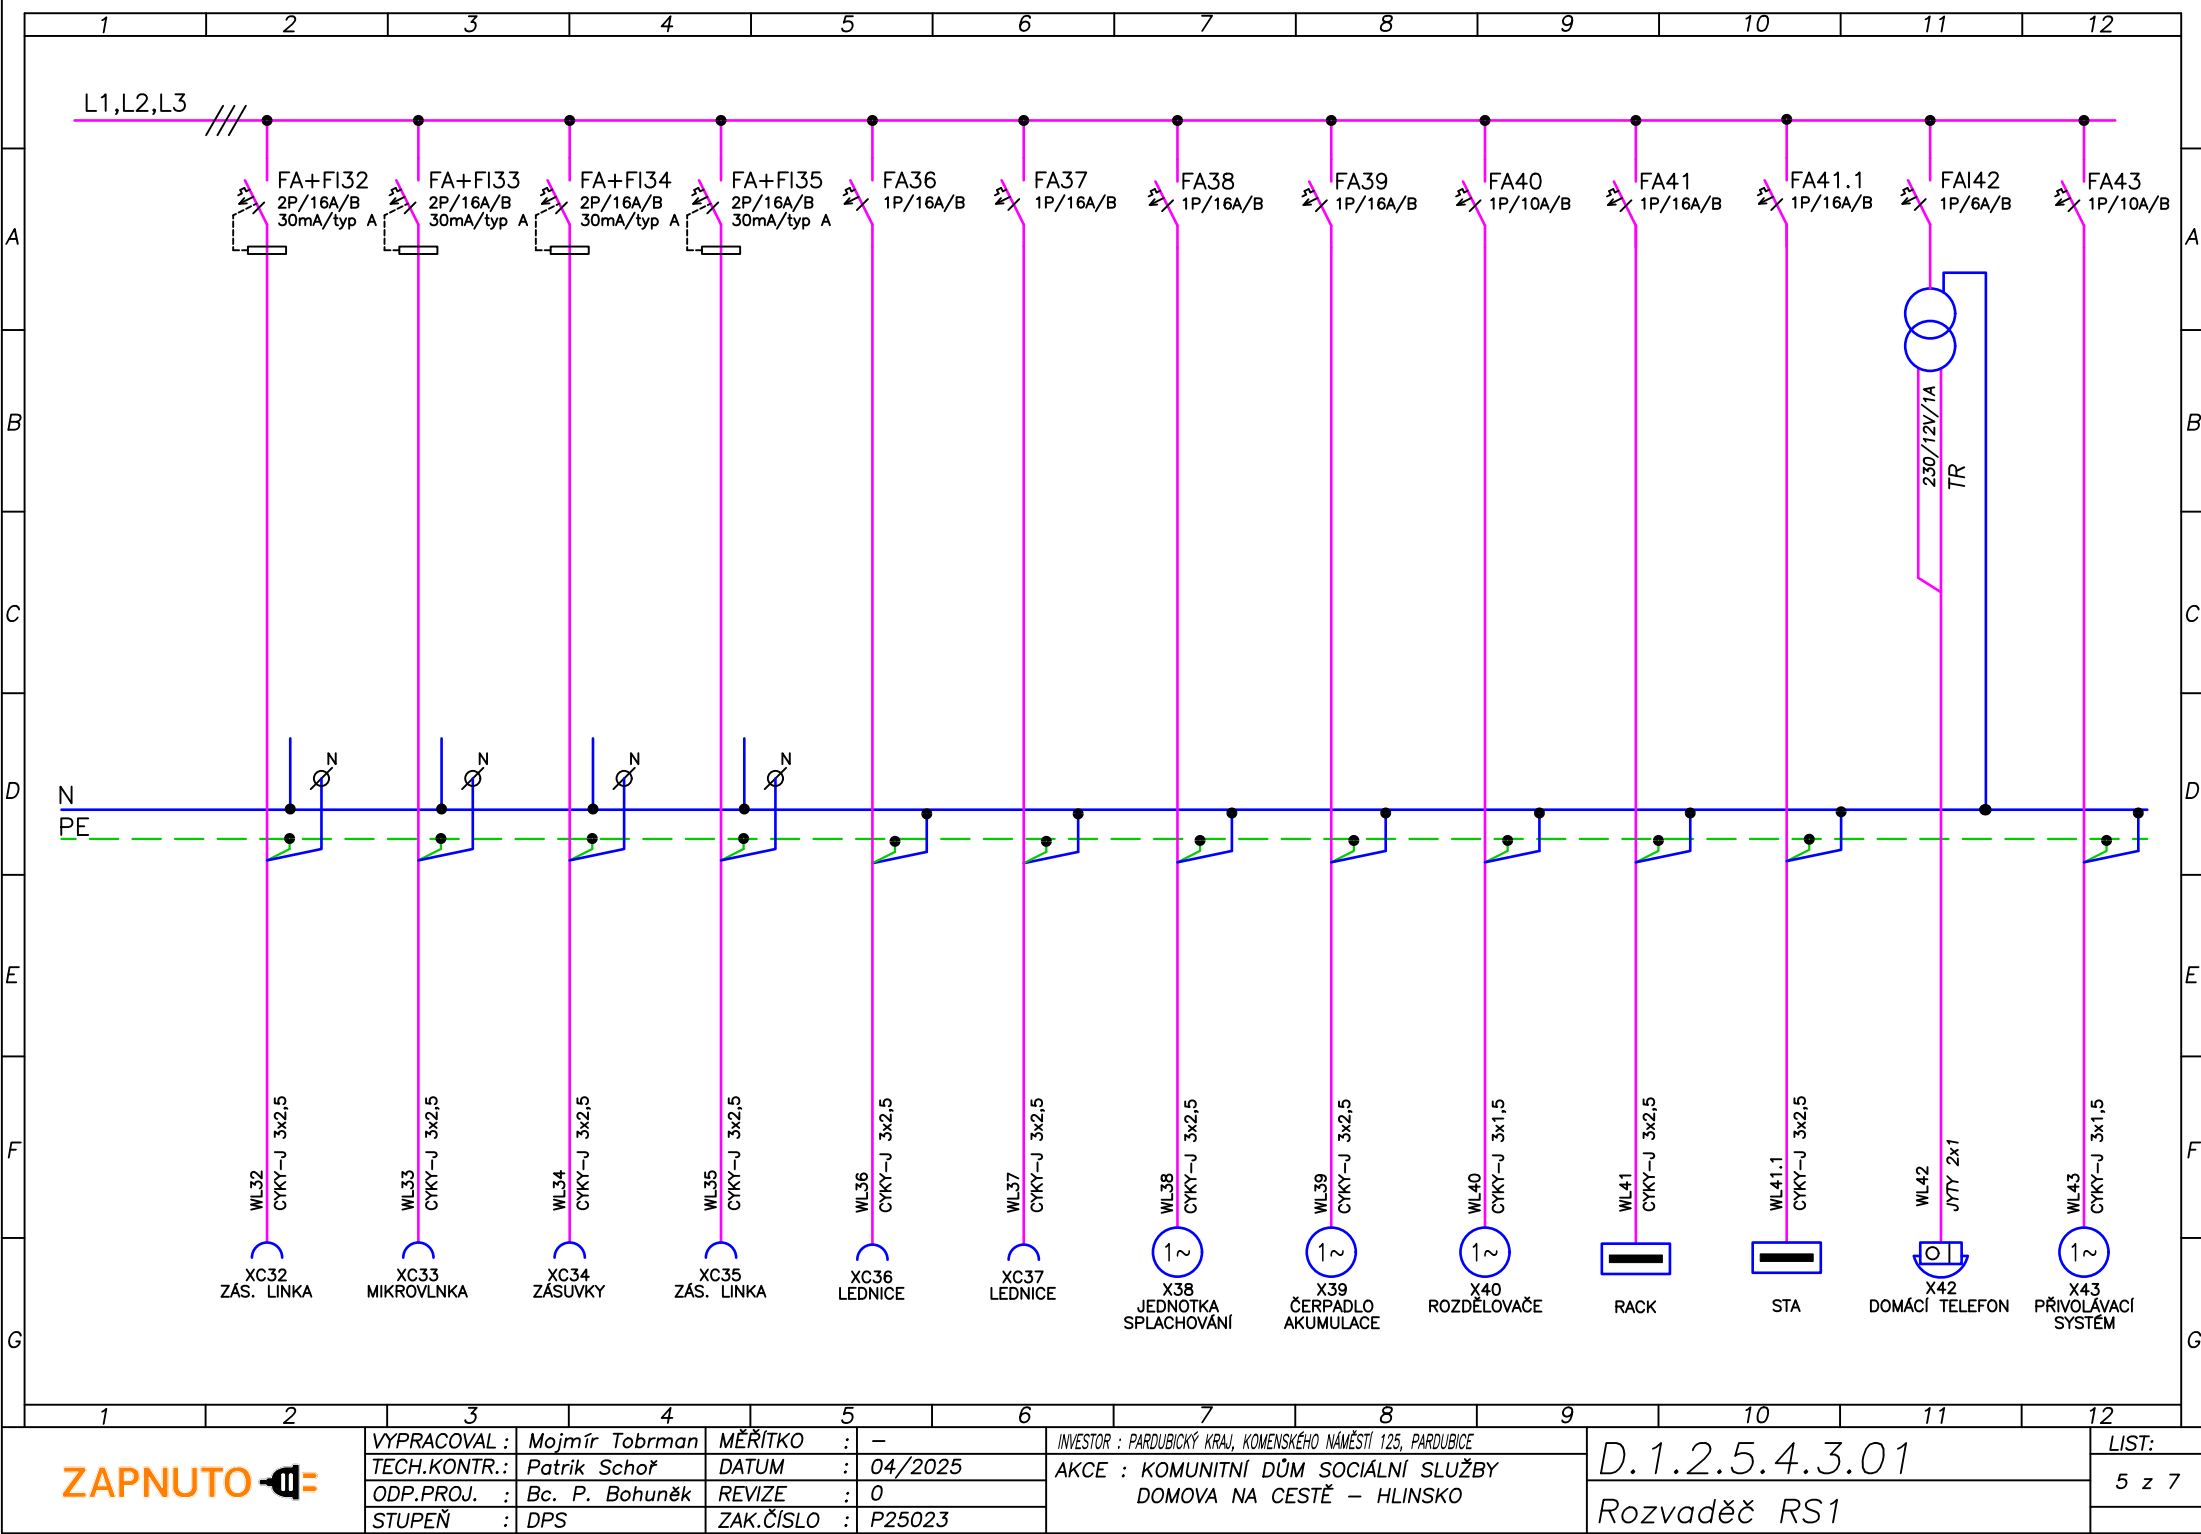 1 2 3 4 5 6 7 8 9 10 11 12
L1,L2,L3
FA+FI32
2P/16A/B
30mA/typ A
FA+FI33
2P/16A/B
30mA/typ A
FA+FI34
2P/16A/B
30mA/typ A
FA+FI35
2P/16A/B
30mA/typ A
FA36
1P/16A/B
FA37
1P/16A/B
FA38
1P/16A/B
FA39
1P/16A/B
FA40
1P/10A/B
FA41
1P/16A/B
FA41.1
1P/16A/B
FAI42
1P/6A/B
FA43
1P/10A/B
A A
B B
230/12V/1A
TR
C C
D D
N N N N
N
PE
E E
F F
WL32
CYKY-J 3x2,5
WL33
CYKY-J 3x2,5
WL34
CYKY-J 3x2,5
WL35
CYKY-J 3x2,5
WL36
CYKY-J 3x2,5
WL37
CYKY-J 3x2,5
WL38
CYKY-J 3x2,5
WL39
CYKY-J 3x2,5
WL40
CYKY-J 3x1,5
WL41
CYKY-J 3x2,5
WL41.1
CYKY-J 3x2,5
WL42
JYTY 2x1
WL43
CYKY-J 3x1,5
1~ 1~ 1~ 1~
XC32
ZÁS. LINKA
XC33
MIKROVLNKA
XC34
ZÁSUVKY
XC35
ZÁS. LINKA
XC36
LEDNICE
XC37
LEDNICE
X38
JEDNOTKA
SPLACHOVÁNÍ
X39
ČERPADLO
AKUMULACE
X40
ROZDĚLOVAČE
RACK
STA
X42
DOMÁCÍ TELEFON
X43
PŘIVOLÁVACÍ
SYSTÉM
G G
1 2 3 4 5 6 7 8 9 10 11 12
ZAPNUTO
VYPRACOVAL : Mojmír Tobrman
TECH.KONTR.: Patrik Schoř
ODP.PROJ. : Bc. P. Bohuněk
STUPEŇ : DPS
MĚŘÍTKO : –
DATUM : 04/2025
REVIZE : 0
ZAK.ČÍSLO : P25023
INVESTOR : PARDUBICKÝ KRAJ, KOMENSKÉHO NÁMĚSTÍ 125, PARDUBICE
AKCE : KOMUNITNÍ DŮM SOCIÁLNÍ SLUŽBY
DOMOVA NA CESTĚ – HLINSKO
D.1.2.5.4.3.01
Rozvaděč RS1
LIST:
5 z 7